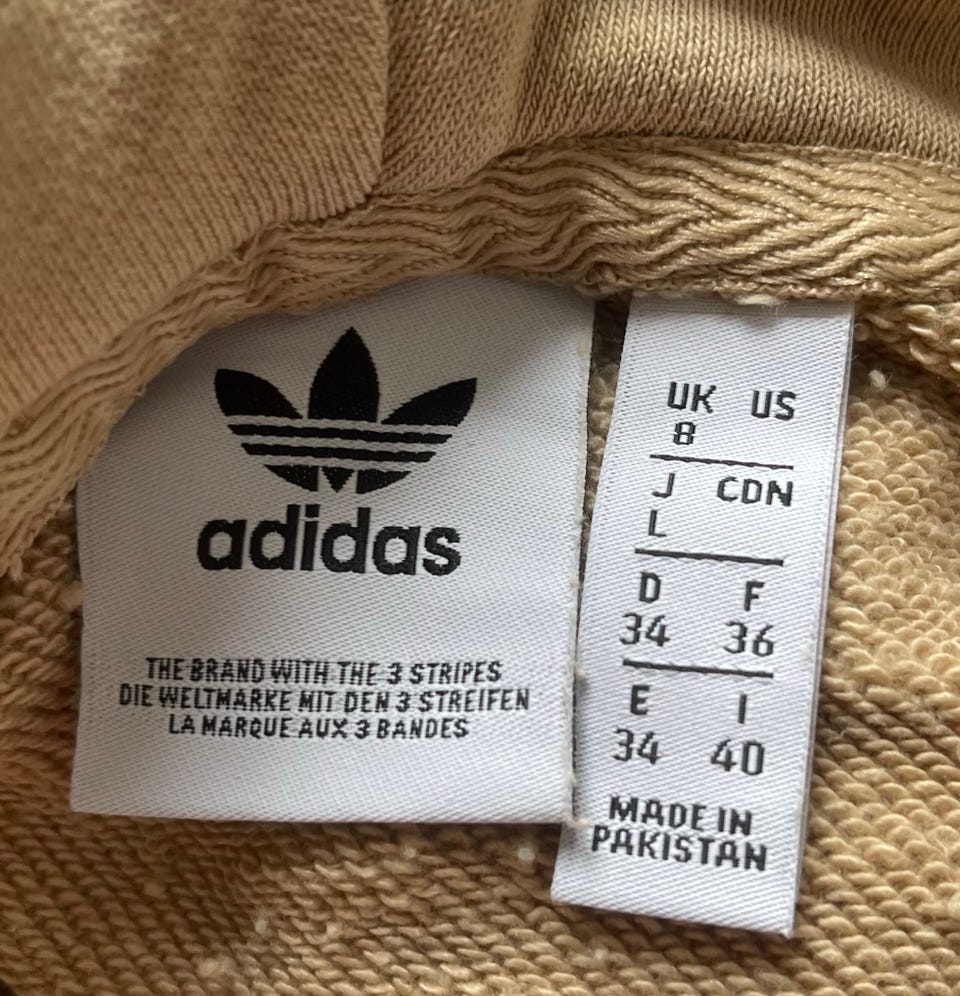 adidas
THE BRAND WITH THE 3 STRIPES
DIE WELTMARKE MIT DEN 3 STREIFEN
LA MARQUE AUX 3 BANDES
UK US
8
J CDN
L
D F
34 36
E I
34 40
MADE IN
PAKISTAN